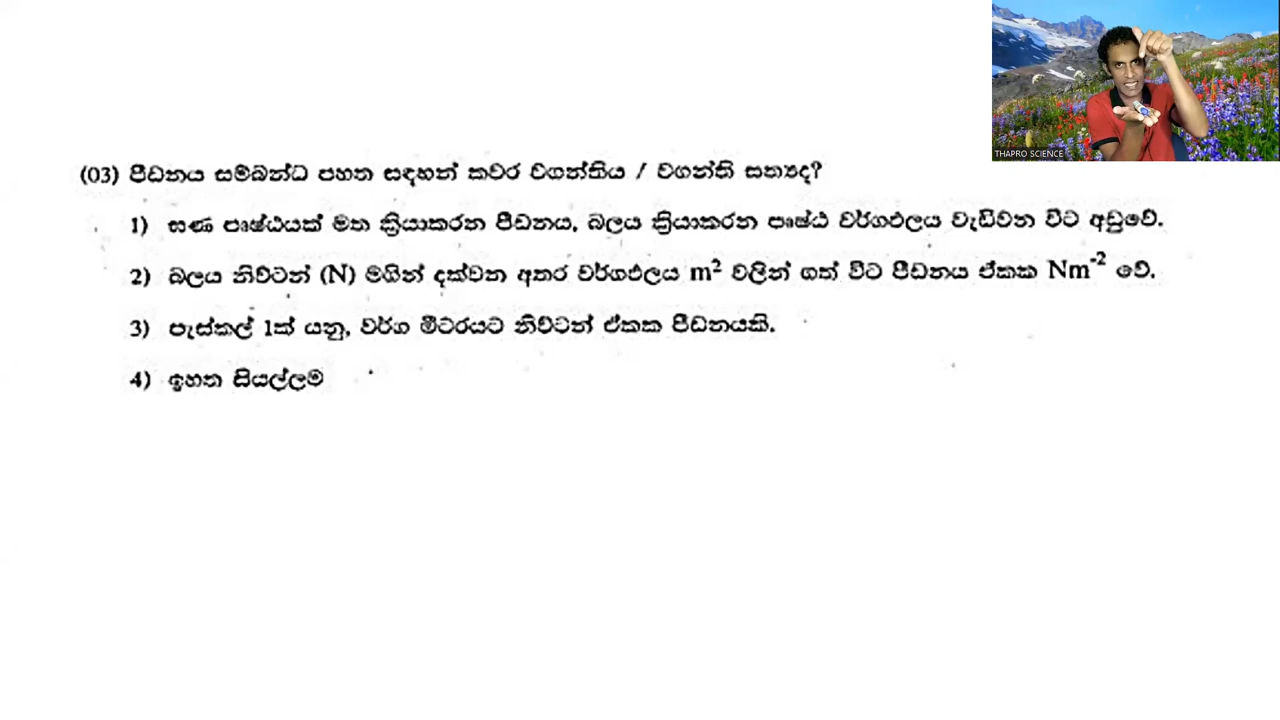 THAPRO SCIENCE
(03) පීඩනය සම්බන්ධ පහත සඳහන් කවර වගන්තිය / වගන්ති සත්‍යද?
1) ඝණ පෘෂ්ඨයක් මත ක්‍රියාකරන පීඩනය, බලය ක්‍රියාකරන පෘෂ්ඨ වර්ගඵලය වැඩිවන විට අඩුවේ.
2) බලය නිව්ටන් (N) මගින් දක්වන අතර වර්ගඵලය m² වලින් ගත් විට පීඩනය ඒකක Nm⁻² වේ.
3) පැස්කල් 1ක් යනු, වර්ග මීටරයට නිව්ටන් ඒකක පීඩනයකි.
4) ඉහත සියල්ලම